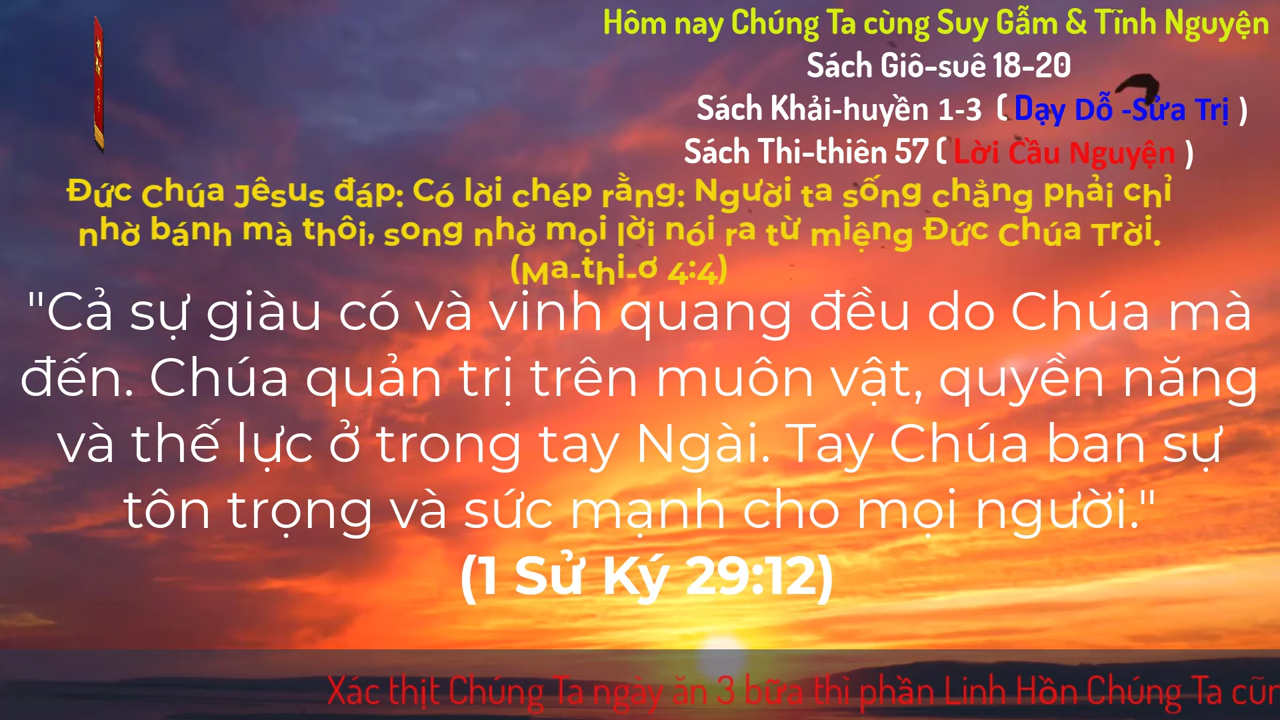 Hôm nay Chúng Ta cùng Suy Gẫm & Tĩnh Nguyện
Sách Giô-suê 18-20
Sách Khải-huyền 1-3 ( Dạy Dỗ -Sửa Trị )
Sách Thi-thiên 57 ( Lời Cầu Nguyện )
Đức Chúa Jêsus đáp: Có lời chép rằng: Người ta sống chẳng phải chỉ
nhờ bánh mà thôi, song nhờ mọi lời nói ra từ miệng Đức Chúa Trời.
(Ma-thi-ơ 4:4)
"Cả sự giàu có và vinh quang đều do Chúa mà
đến. Chúa quản trị trên muôn vật, quyền năng
và thế lực ở trong tay Ngài. Tay Chúa ban sự
tôn trọng và sức mạnh cho mọi người."
(1 Sử Ký 29:12)
Xác thịt Chúng Ta ngày ăn 3 bữa thì phần Linh Hồn Chúng Ta